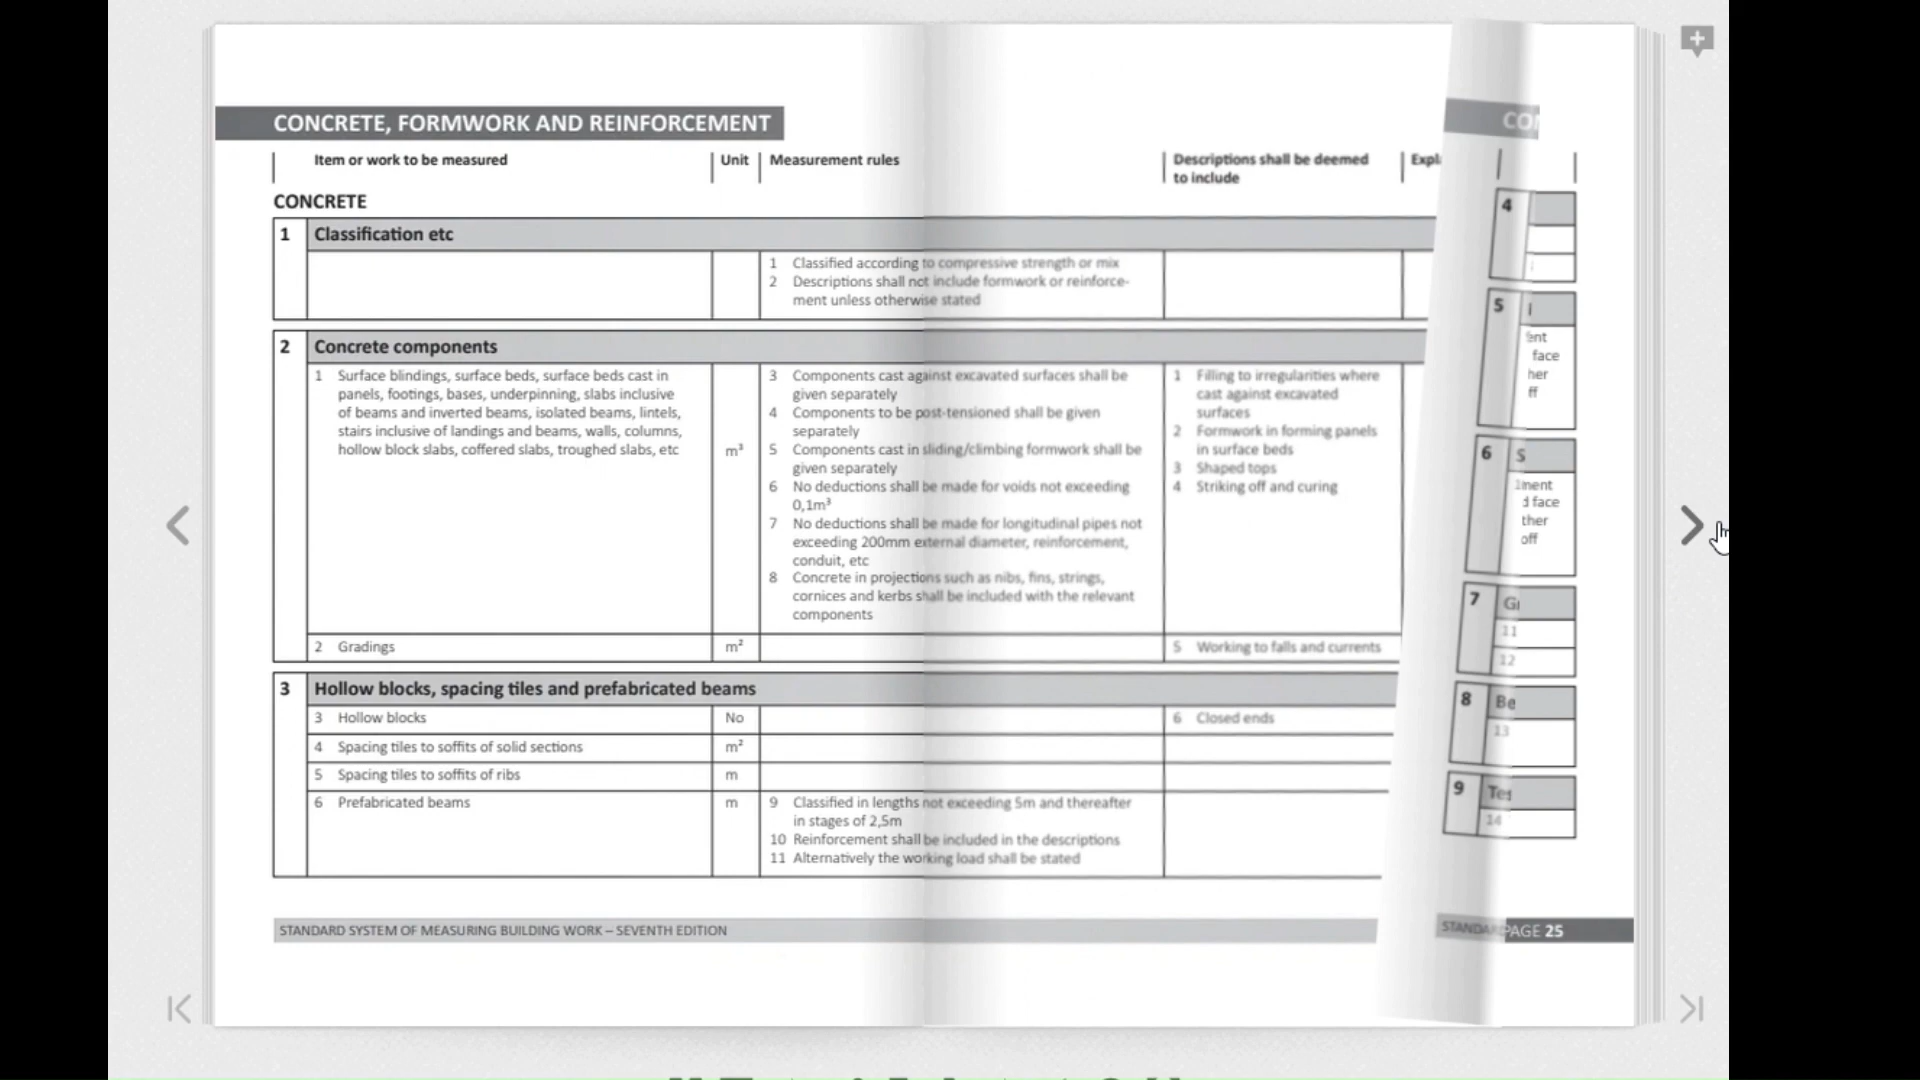 CONCRETE, FORMWORK AND REINFORCEMENT
Item or work to be measured
Unit
Measurement rules
Descriptions shall be deemed
to include
CONCRETE
1 Classification etc
1 Classified according to compressive strength or mix
2 Descriptions shall not include formwork or reinforce-
ment unless otherwise stated
2 Concrete components
1 Surface blindings, surface beds, surface beds cast in
panels, footings, bases, underpinning, slabs inclusive
of beams and inverted beams, isolated beams, lintels,
stairs inclusive of landings and beams, walls, columns,
hollow block slabs, coffered slabs, troughed slabs, etc
m³
3 Components cast against excavated surfaces shall be
given separately
4 Components to be post-tensioned shall be given
separately
5 Components cast in sliding/climbing formwork shall be
given separately
6 No deductions shall be made for voids not exceeding
0,1m³
7 No deductions shall be made for longitudinal pipes not
exceeding 200mm external diameter, reinforcement,
conduit, etc
8 Concrete in projections such as nibs, fins, strings,
cornices and kerbs shall be included with the relevant
components
1 Filling to irregularities where
cast against excavated
surfaces
2 Formwork in forming panels
in surface beds
3 Shaped tops
4 Striking off and curing
2 Gradings
m²
5 Working to falls and currents
3 Hollow blocks, spacing tiles and prefabricated beams
3 Hollow blocks
No
6 Closed ends
4 Spacing tiles to soffits of solid sections
m²
5 Spacing tiles to soffits of ribs
m
6 Prefabricated beams
m
9 Classified in lengths not exceeding 5m and thereafter
in stages of 2,5m
10 Reinforcement shall be included in the descriptions
11 Alternatively the working load shall be stated
STANDARD SYSTEM OF MEASURING BUILDING WORK – SEVENTH EDITION
4
5
face
6
face
off
7
11
12
8
13
9
14
PAGE 25